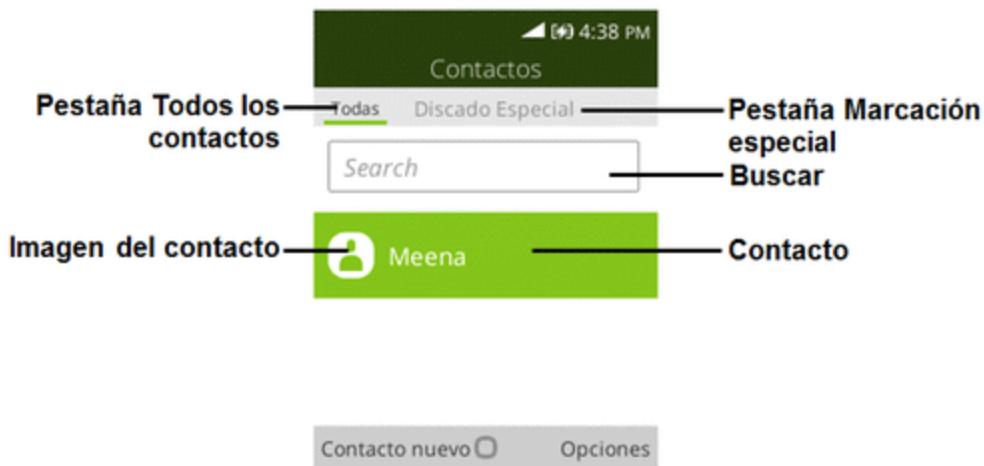 4:38 PM
Contactos
Pestaña Todos los
contactos
Todas
Discado Especial
Pestaña Marcación
especial
Search
Buscar
Imagen del contacto
Meena
Contacto
Contacto nuevo
Opciones